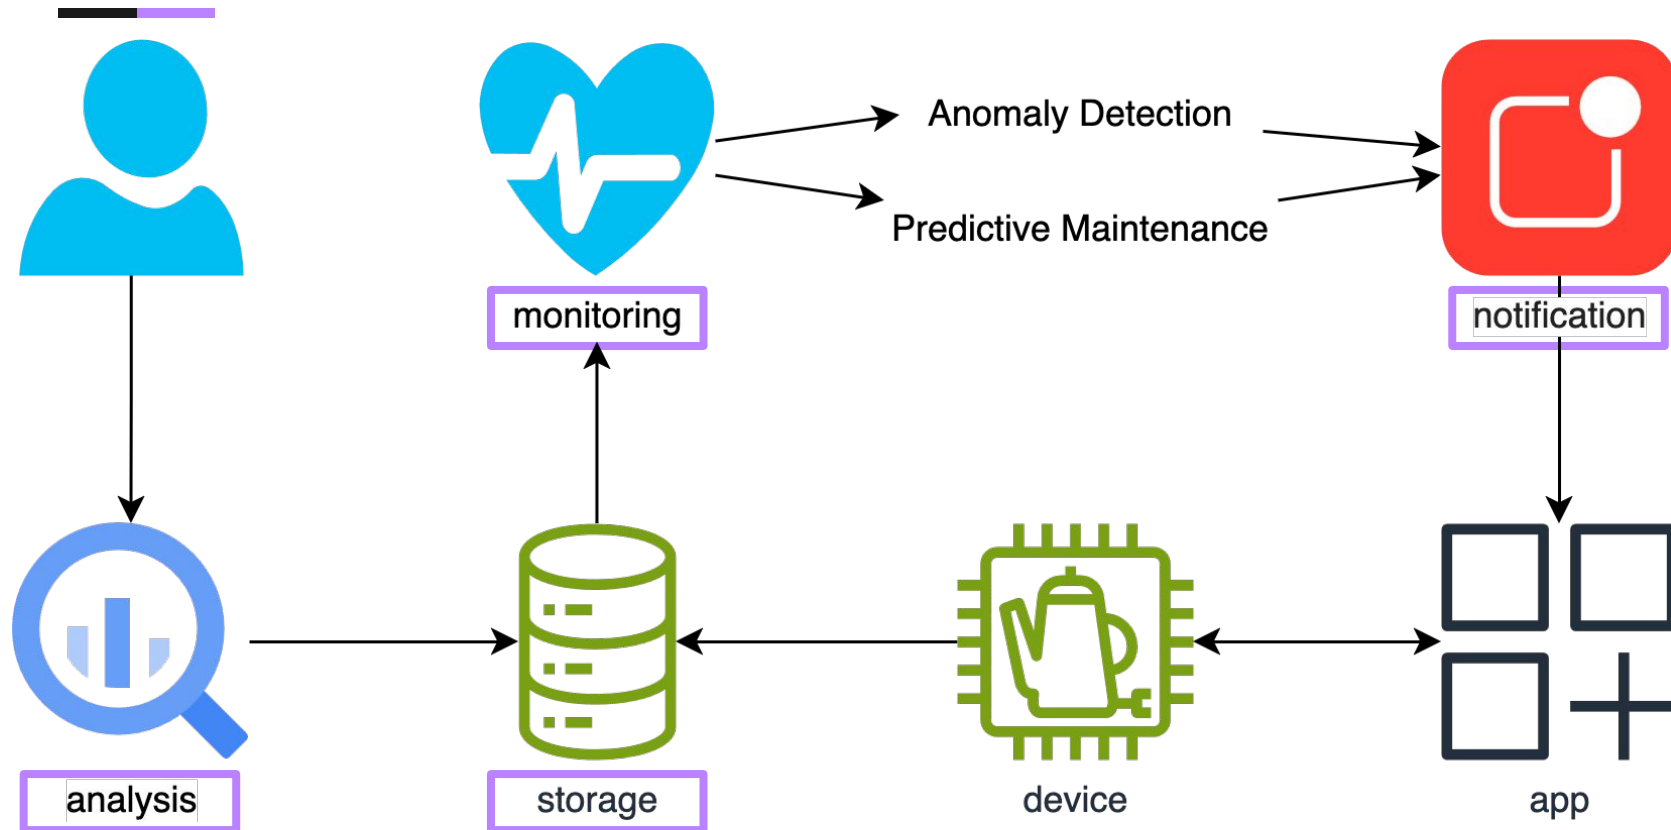 Anomaly Detection
Predictive Maintenance
monitoring
notification
analysis
storage
device
app